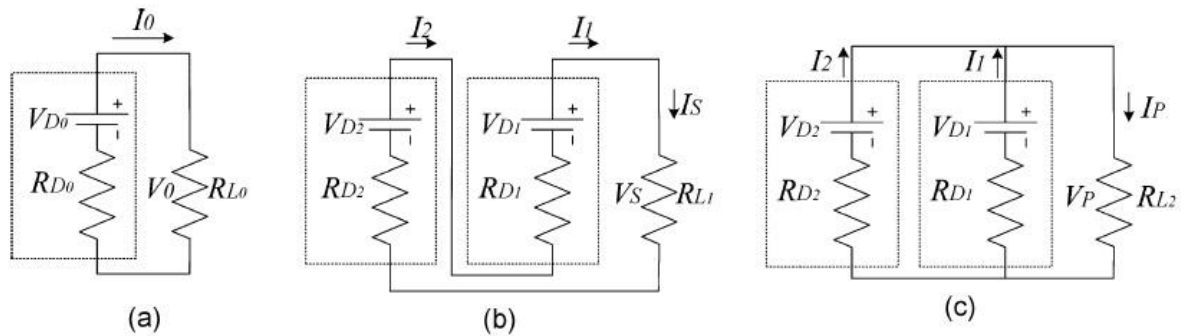 I0
VD0
+
-
RD0
V0
RL0
(a)
I2
I1
IS
VD2
+
-
VD1
+
-
RD2
RD1
VS
RL1
(b)
I2
I1
IP
VD2
+
-
VD1
+
-
RD2
RD1
VP
RL2
(c)